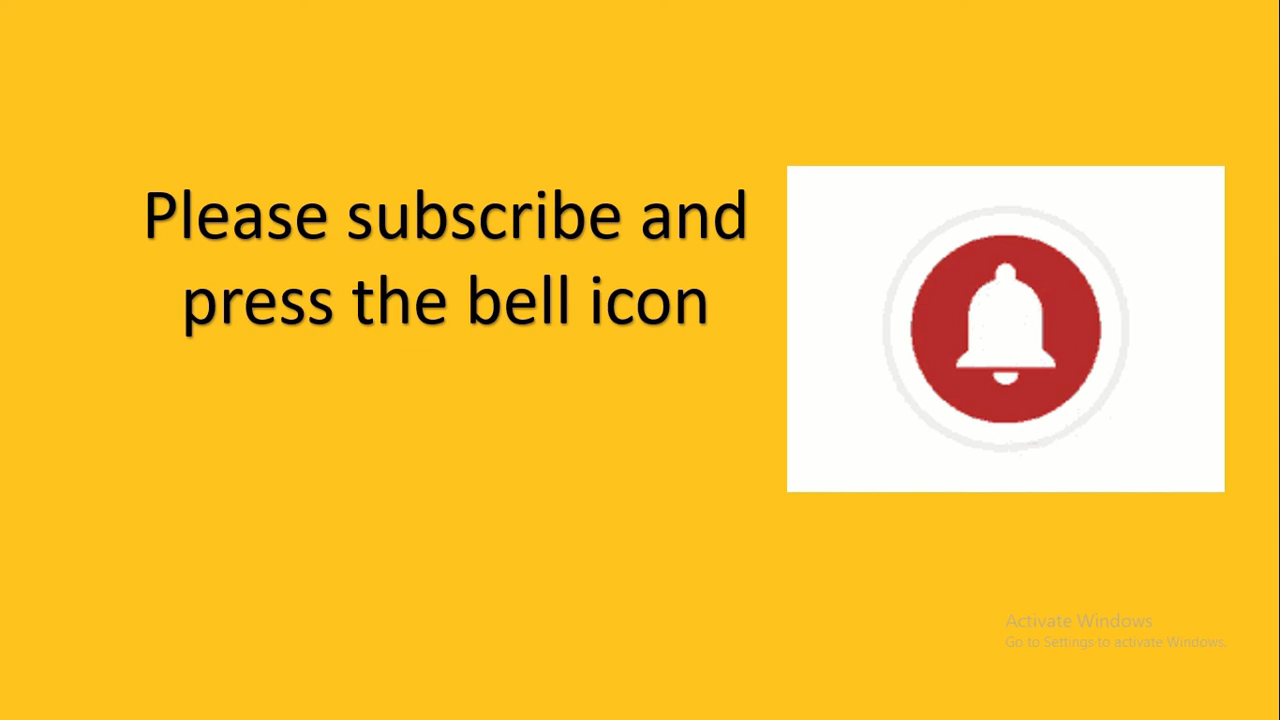 Please subscribe and
press the bell icon
Activate Windows
Go to Settings to activate Windows.